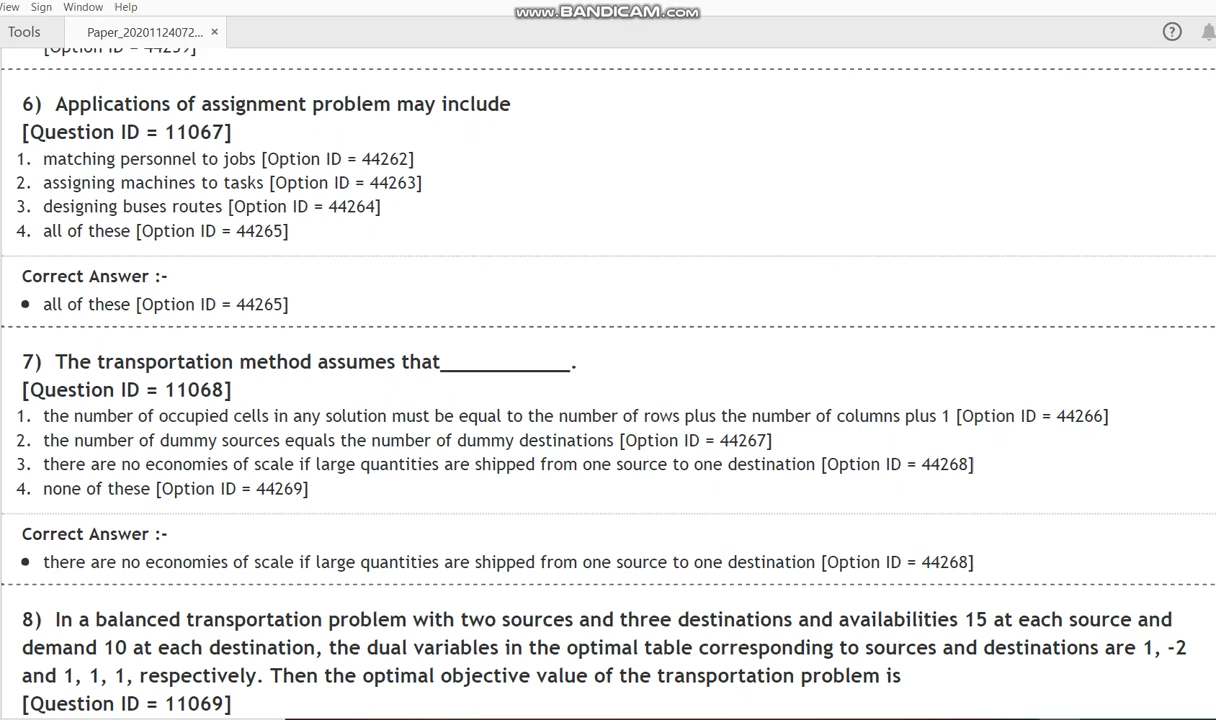 View Sign Window Help
www.BANDICAM.com
Tools Paper_20201124072... ×
[Option ID = 44259]
6) Applications of assignment problem may include
[Question ID = 11067]
1. matching personnel to jobs [Option ID = 44262]
2. assigning machines to tasks [Option ID = 44263]
3. designing buses routes [Option ID = 44264]
4. all of these [Option ID = 44265]
Correct Answer :-
• all of these [Option ID = 44265]
7) The transportation method assumes that____________.
[Question ID = 11068]
1. the number of occupied cells in any solution must be equal to the number of rows plus the number of columns plus 1 [Option ID = 44266]
2. the number of dummy sources equals the number of dummy destinations [Option ID = 44267]
3. there are no economies of scale if large quantities are shipped from one source to one destination [Option ID = 44268]
4. none of these [Option ID = 44269]
Correct Answer :-
• there are no economies of scale if large quantities are shipped from one source to one destination [Option ID = 44268]
8) In a balanced transportation problem with two sources and three destinations and availabilities 15 at each source and
demand 10 at each destination, the dual variables in the optimal table corresponding to sources and destinations are 1, -2
and 1, 1, 1, respectively. Then the optimal objective value of the transportation problem is
[Question ID = 11069]